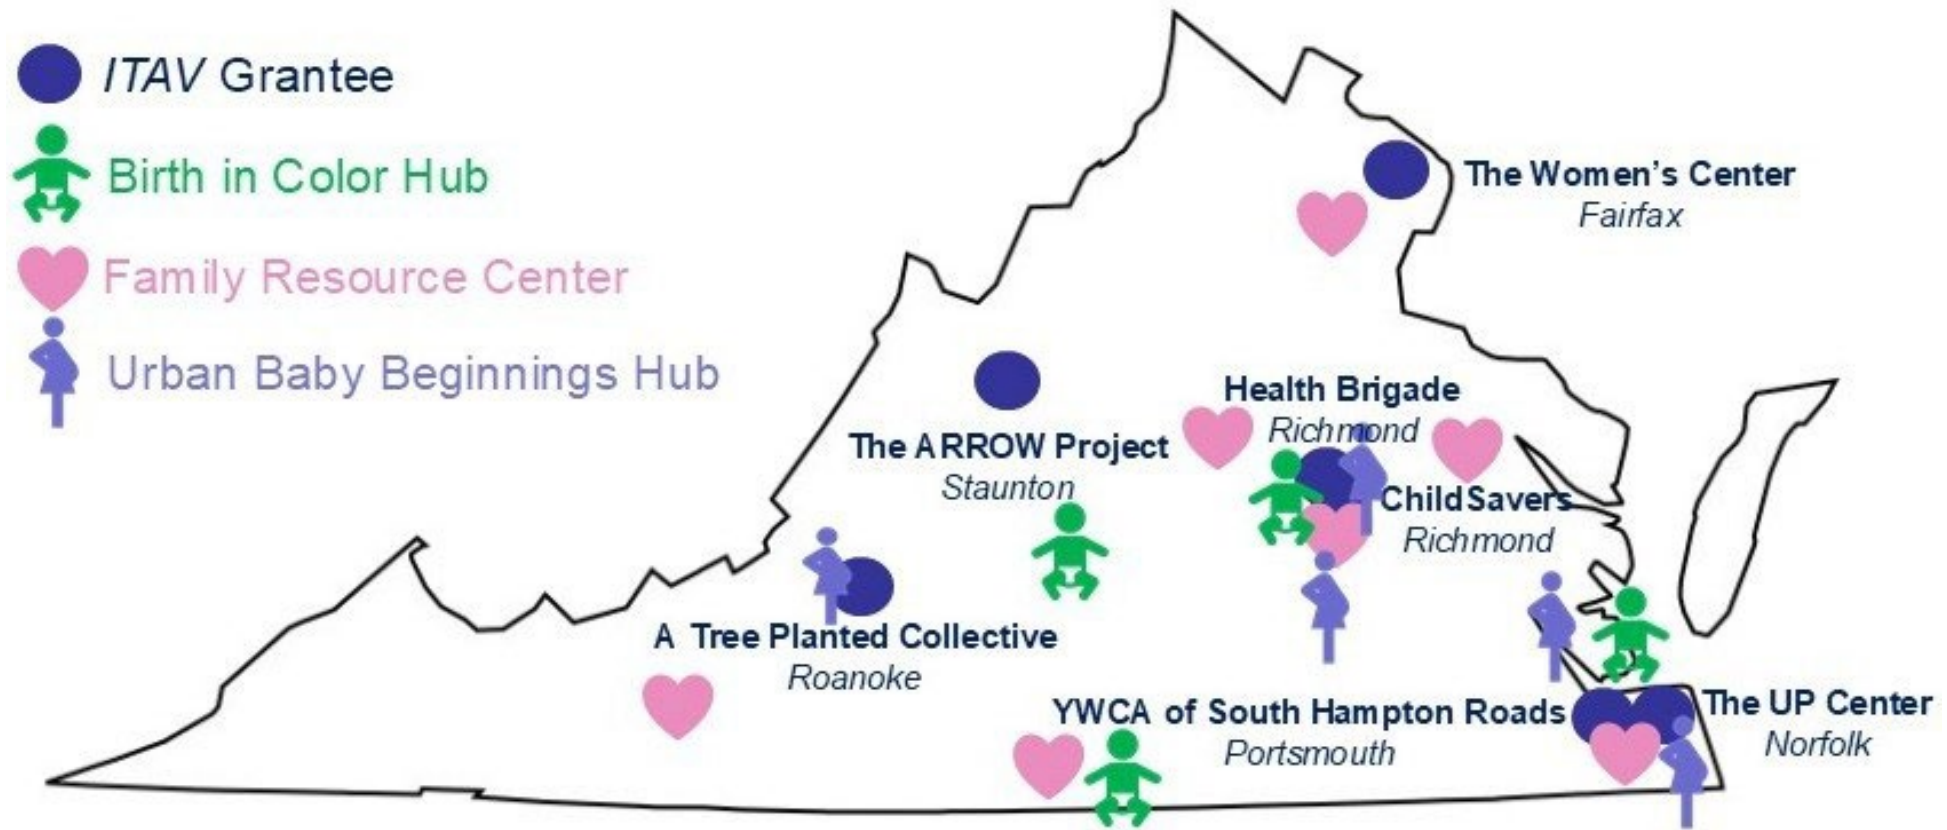 ITAV Grantee
Birth in Color Hub
Family Resource Center
Urban Baby Beginnings Hub
The Women's Center
Fairfax
Health Brigade
Richmond
The ARROW Project
Staunton
ChildSavers
Richmond
A Tree Planted Collective
Roanoke
YWCA of South Hampton Roads
Portsmouth
The UP Center
Norfolk